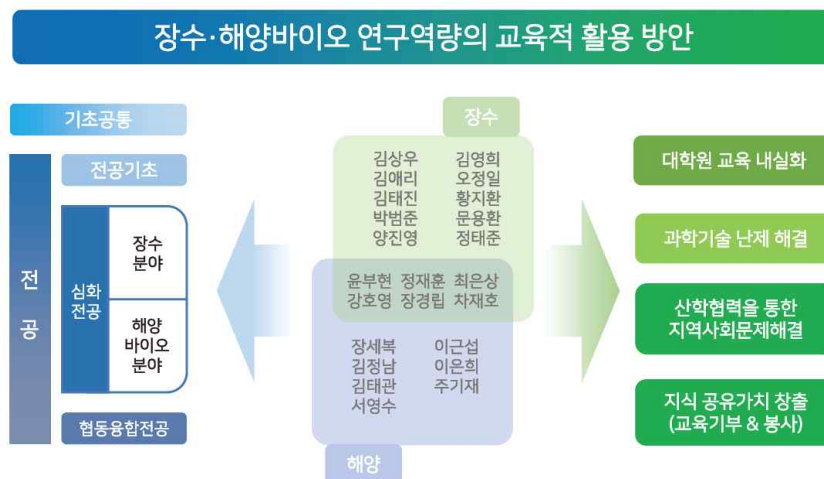 장수·해양바이오 연구역량의 교육적 활용 방안
기초공통
전공
전공기초
심화
전공
장수
분야
해양
바이오
분야
협동융합전공
장수
김상우 김영희
김애리 오정일
김태진 황지환
박범준 문용환
양진영 정태준
윤부현 정재훈 최은상
강호영 장경립 차재호
장세복 이근섭
김정남 이은희
김태관 주기재
서영수
해양
대학원 교육 내실화
과학기술 난제 해결
산학협력을 통한
지역사회문제해결
지식 공유가치 창출
(교육기부 & 봉사)